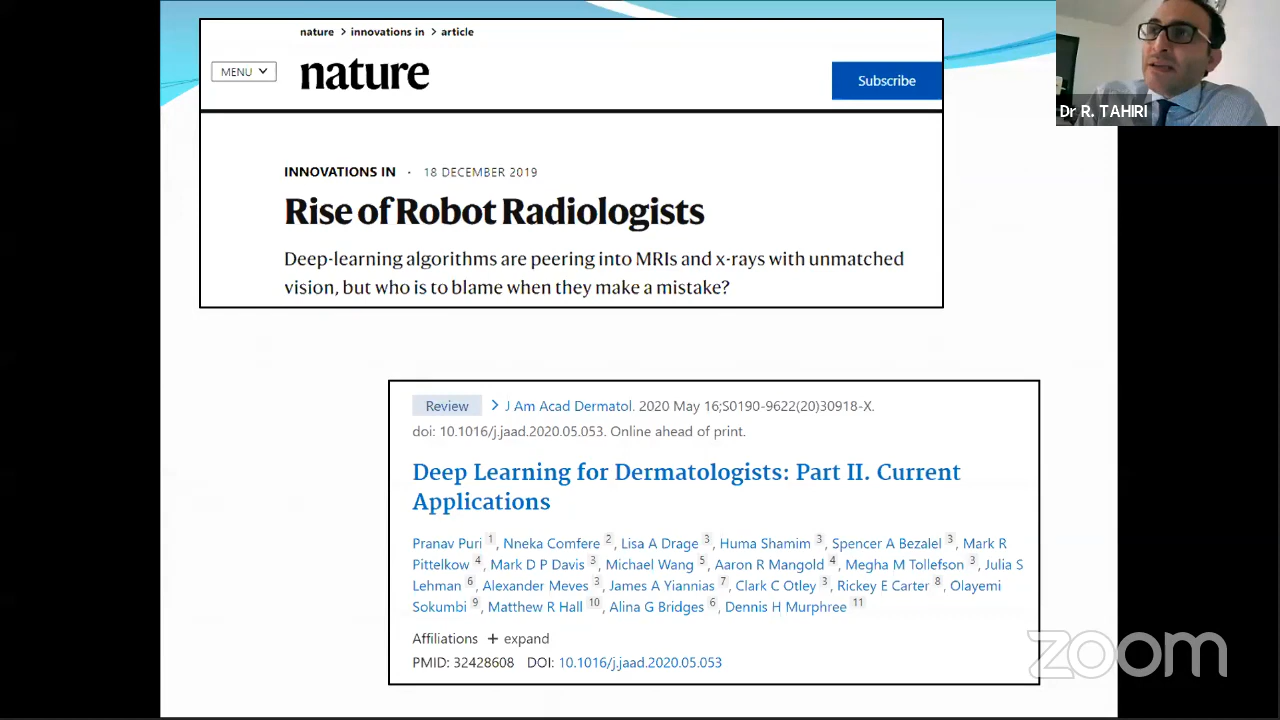 nature > innovations in > article
MENU
nature
Subscribe
INNOVATIONS IN · 18 DECEMBER 2019
Rise of Robot Radiologists
Deep-learning algorithms are peering into MRIs and x-rays with unmatched
vision, but who is to blame when they make a mistake?
Dr R. TAHIRI
Review > J Am Acad Dermatol. 2020 May 16;S0190-9622(20)30918-X.
doi: 10.1016/j.jaad.2020.05.053. Online ahead of print.
Deep Learning for Dermatologists: Part II. Current
Applications
Pranav Puri 1, Nneka Comfere 2, Lisa A Drage 3, Huma Shamim 3, Spencer A Bezalel 3, Mark R
Pittelkow 4, Mark D P Davis 3, Michael Wang 5, Aaron R Mangold 4, Megha M Tollefson 3, Julia S
Lehman 6, Alexander Meves 3, James A Yiannias 7, Clark C Otley 3, Rickey E Carter 8, Olayemi
Sokumbi 9, Matthew R Hall 10, Alina G Bridges 6, Dennis H Murphree 11
Affiliations + expand
PMID: 32428608 DOI: 10.1016/j.jaad.2020.05.053
zoom